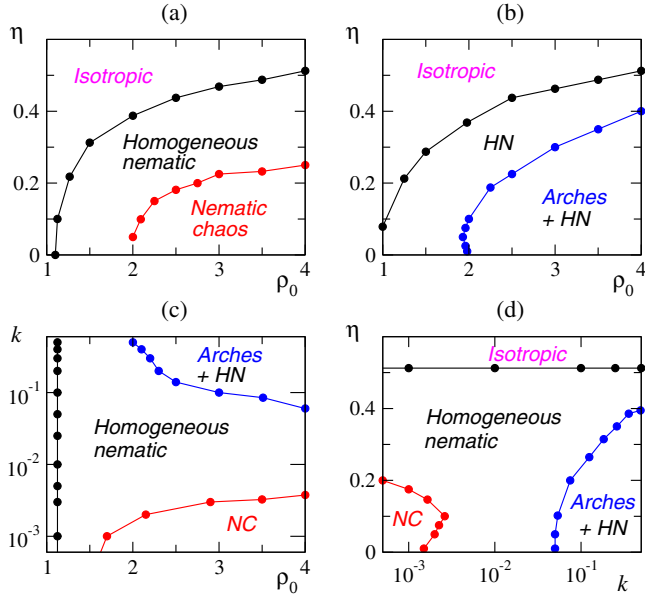 (a)
η
Isotropic
0.4
Homogeneous
nematic
0.2
Nematic
chaos
0
1 2 3 4
ρ₀
(b)
η
Isotropic
0.4
HN
0.2
Arches
+ HN
0
1 2 3 4
ρ₀
(c)
k
Arches
+ HN
10⁻¹
Homogeneous
nematic
10⁻²
NC
10⁻³
1 2 3 4
ρ₀
(d)
η
Isotropic
0.4
Homogeneous
nematic
0.2
NC
Arches
+ HN
0
10⁻³ 10⁻² 10⁻¹
k